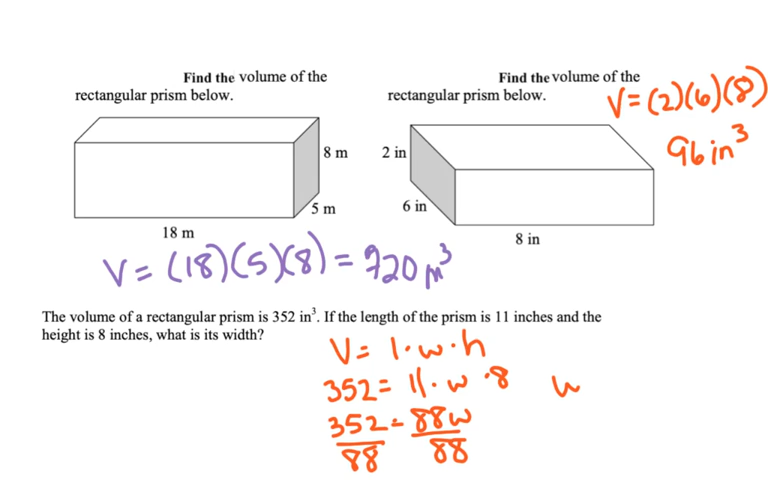 Find the volume of the
rectangular prism below.
8 m
5 m
18 m
V = (18)(5)(8) = 720 m³
Find the volume of the
rectangular prism below.
V = (2)(6)(8)
96 in³
2 in
6 in
8 in
The volume of a rectangular prism is 352 in³. If the length of the prism is 11 inches and the
height is 8 inches, what is its width?
V = l · w · h
352 = 11 · w · 8
w
352 = 88w
88 88